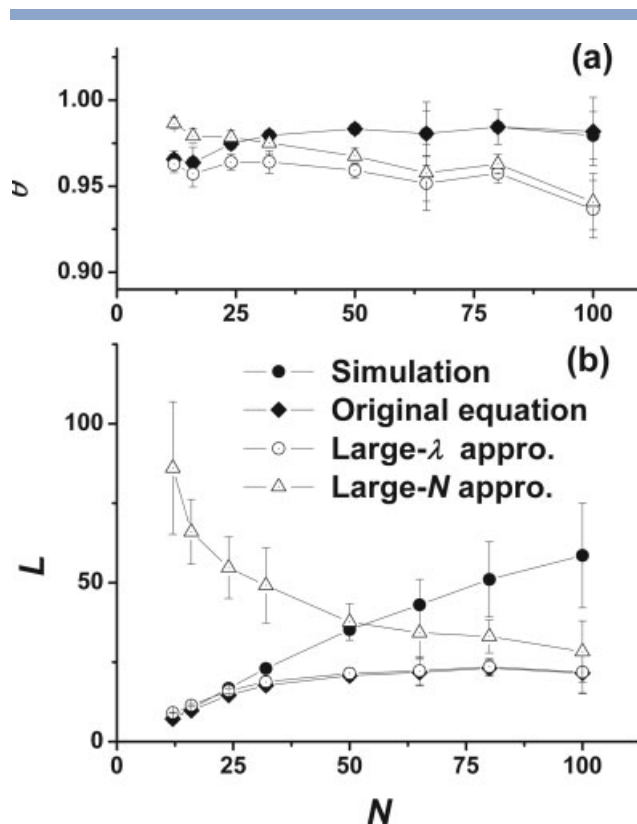 (a)
1.00
0.95
θ
0.90
0 25 50 75 100
(b)
Simulation
Original equation
Large-λ appro.
Large-N appro.
100
L
50
0
0 25 50 75 100
N